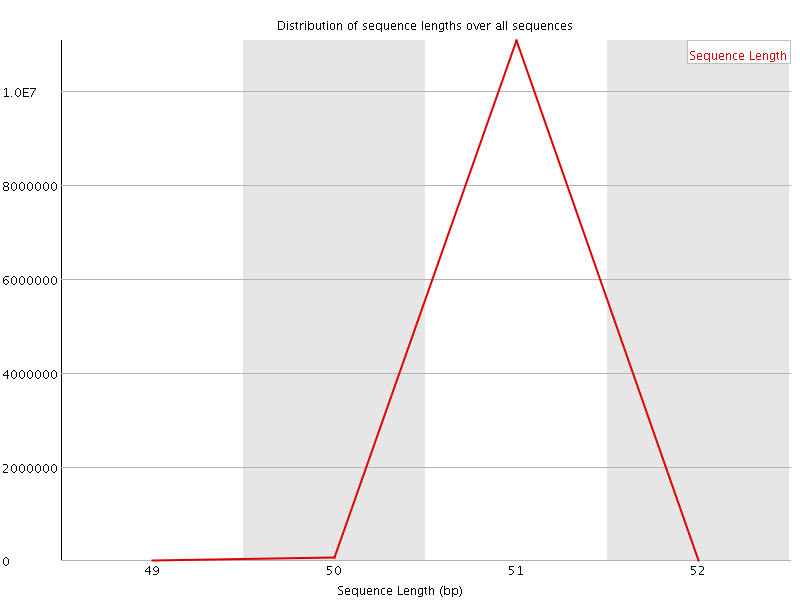 Distribution of sequence lengths over all sequences
Sequence Length
1.0E7
8000000
6000000
4000000
2000000
0
49 50 51 52
Sequence Length (bp)